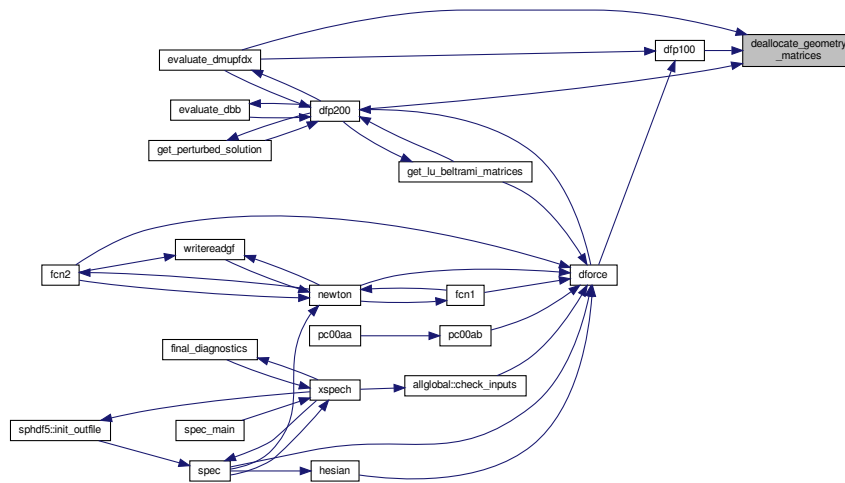 deallocate_geometry
_matrices
dfp100
evaluate_dmupfdx
evaluate_dbb
dfp200
get_perturbed_solution
get_lu_beltrami_matrices
writereadgf
fcn2
dforce
newton
fcn1
pc00aa
pc00ab
final_diagnostics
xspech
allglobal::check_inputs
sphdf5::init_outfile
spec_main
spec
hesian